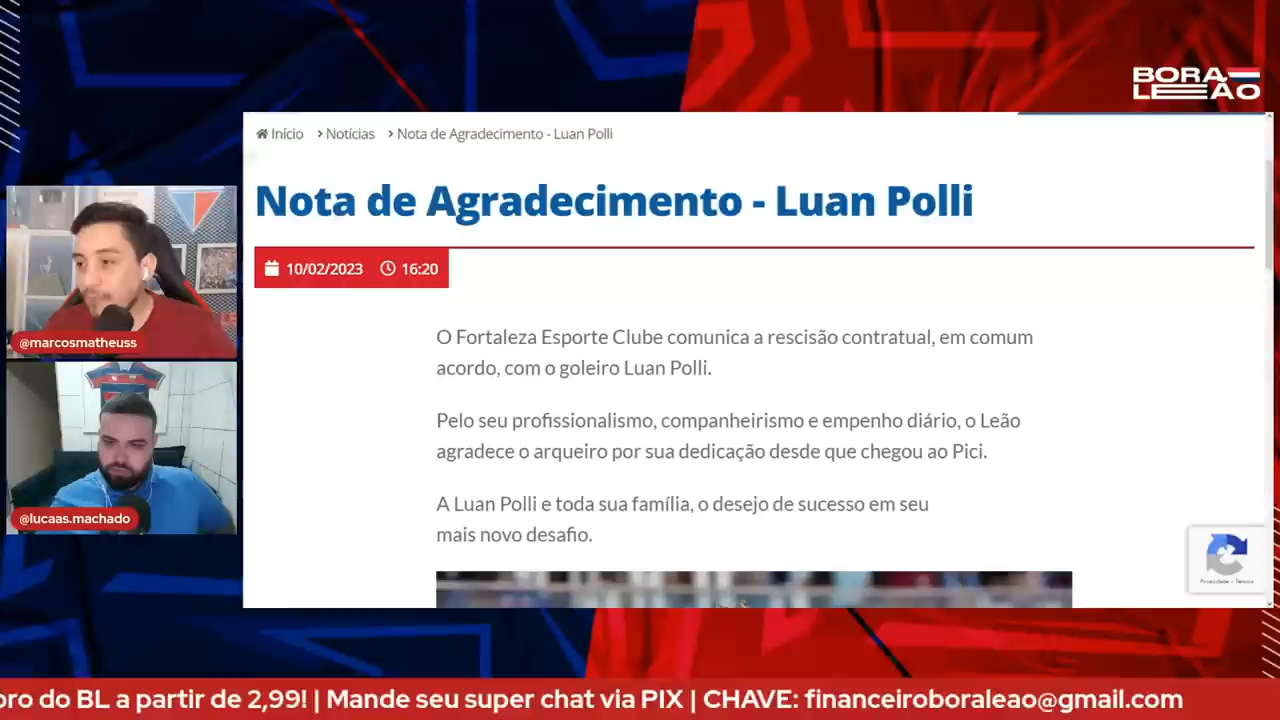 BORA
LEÃO
Início > Notícias > Nota de Agradecimento - Luan Polli
Nota de Agradecimento - Luan Polli
10/02/2023 16:20
O Fortaleza Esporte Clube comunica a rescisão contratual, em comum
acordo, com o goleiro Luan Polli.
Pelo seu profissionalismo, companheirismo e empenho diário, o Leão
agradece o arqueiro por sua dedicação desde que chegou ao Pici.
A Luan Polli e toda sua família, o desejo de sucesso em seu
mais novo desafio.
@marcosmatheuss
@lucaas.machado
Privacidade - Termos
oro do BL a partir de 2,99! | Mande seu super chat via PIX | CHAVE: financeiroboraleao@gmail.com